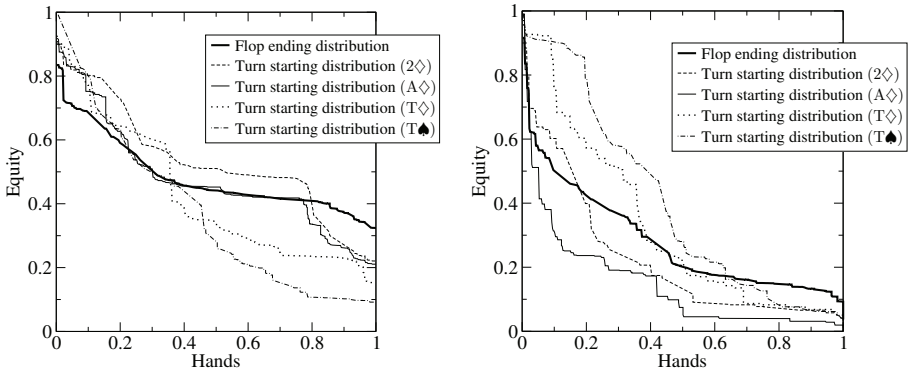 1
0.8
0.6
0.4
0.2
0
0 0.2 0.4 0.6 0.8 1
Equity
Hands
Flop ending distribution
Turn starting distribution (2♢)
Turn starting distribution (A♢)
Turn starting distribution (T♢)
Turn starting distribution (T♠)
1
0.8
0.6
0.4
0.2
0
0 0.2 0.4 0.6 0.8 1
Equity
Hands
Flop ending distribution
Turn starting distribution (2♢)
Turn starting distribution (A♢)
Turn starting distribution (T♢)
Turn starting distribution (T♠)